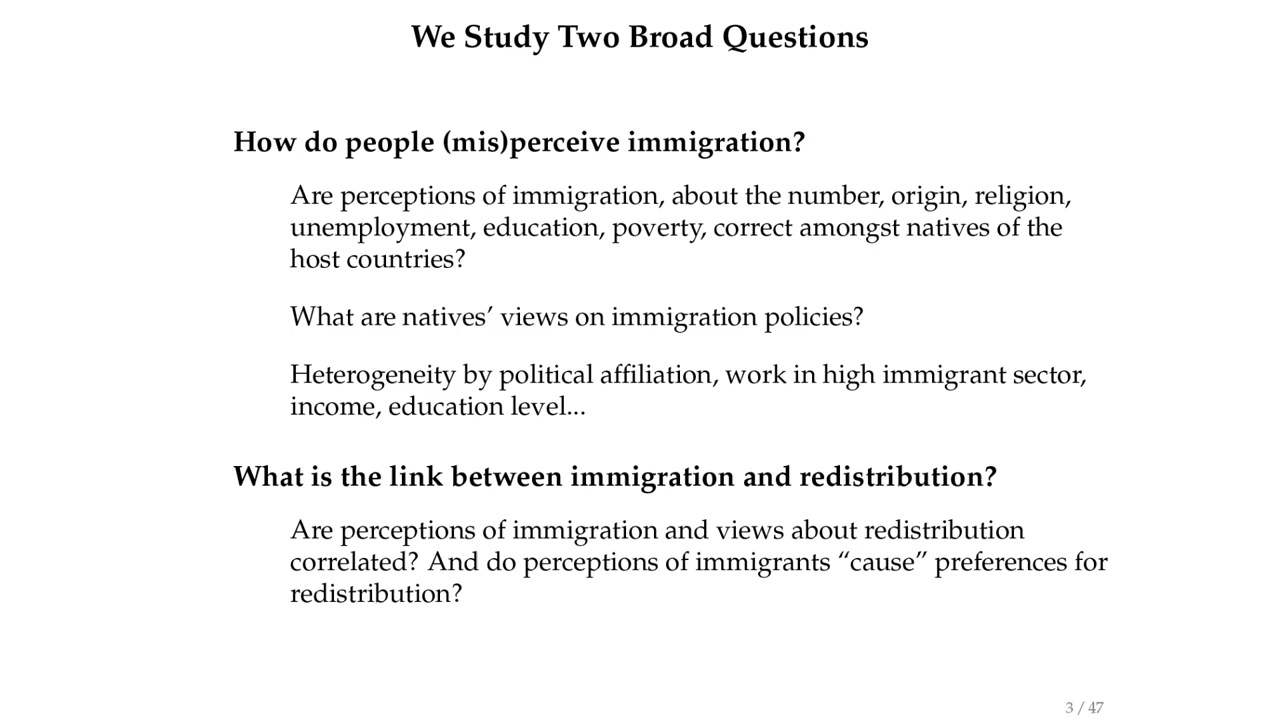 We Study Two Broad Questions
How do people (mis)perceive immigration?
Are perceptions of immigration, about the number, origin, religion,
unemployment, education, poverty, correct amongst natives of the
host countries?
What are natives’ views on immigration policies?
Heterogeneity by political affiliation, work in high immigrant sector,
income, education level...
What is the link between immigration and redistribution?
Are perceptions of immigration and views about redistribution
correlated? And do perceptions of immigrants “cause” preferences for
redistribution?
3 / 47